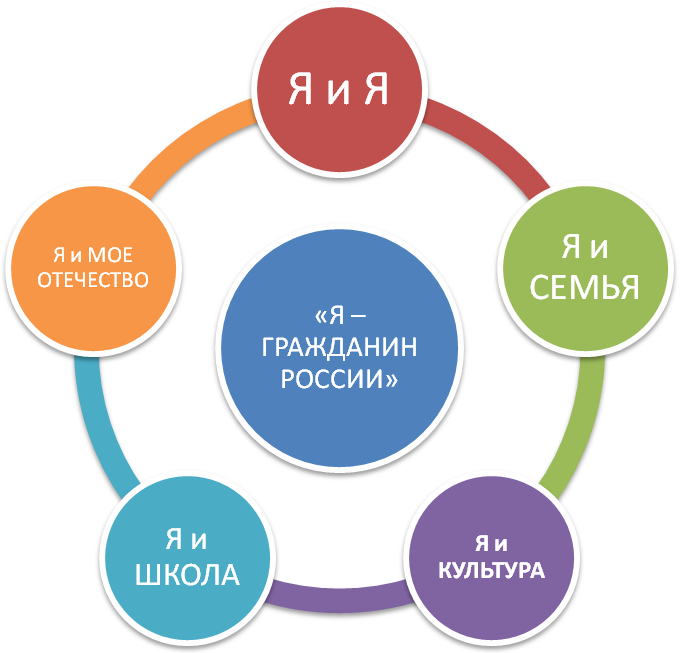 Я и Я
Я и
СЕМЬЯ
Я и
КУЛЬТУРА
Я и
ШКОЛА
Я и МОЕ
ОТЕЧЕСТВО
«Я –
ГРАЖДАНИН
РОССИИ»